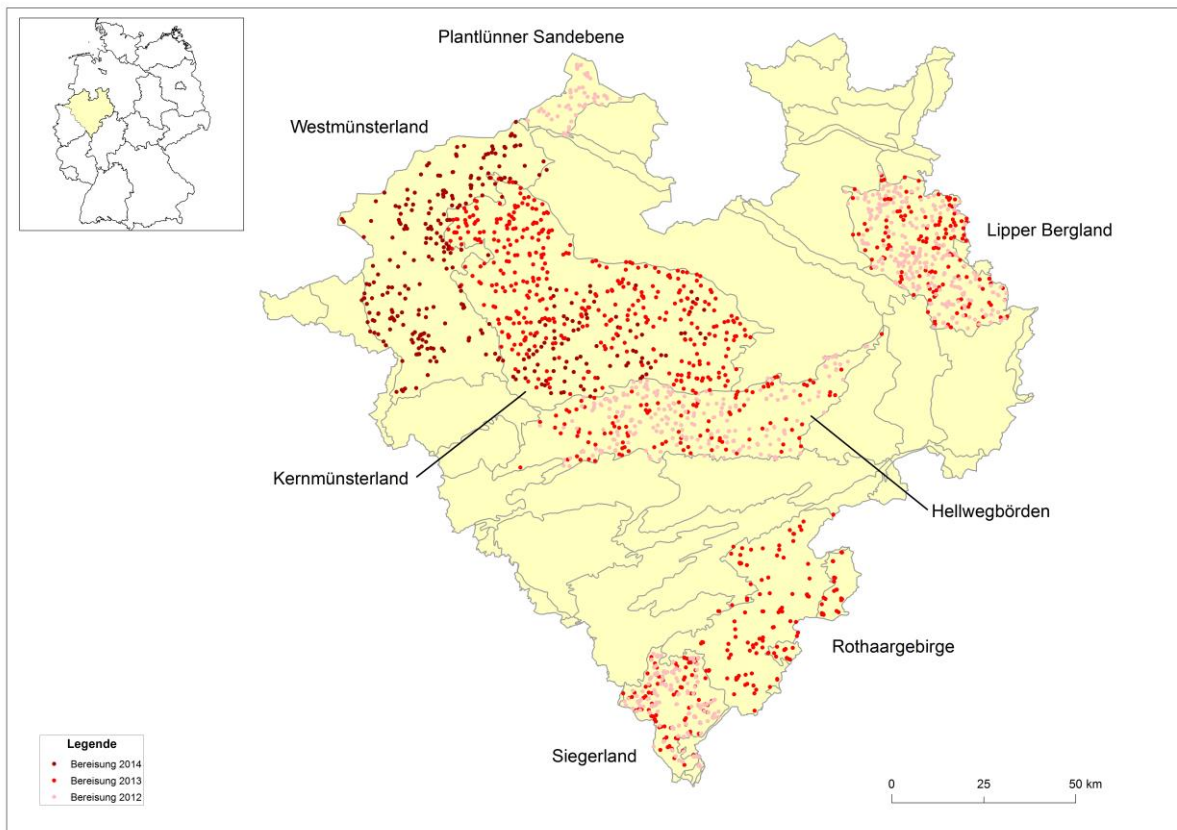 Plantlünner Sandebene
Westmünsterland
Lipper Bergland
Kernmünsterland
Hellwegbörden
Rothaargebirge
Siegerland
Legende
Bereisung 2014
Bereisung 2013
Bereisung 2012
0 25 50 km